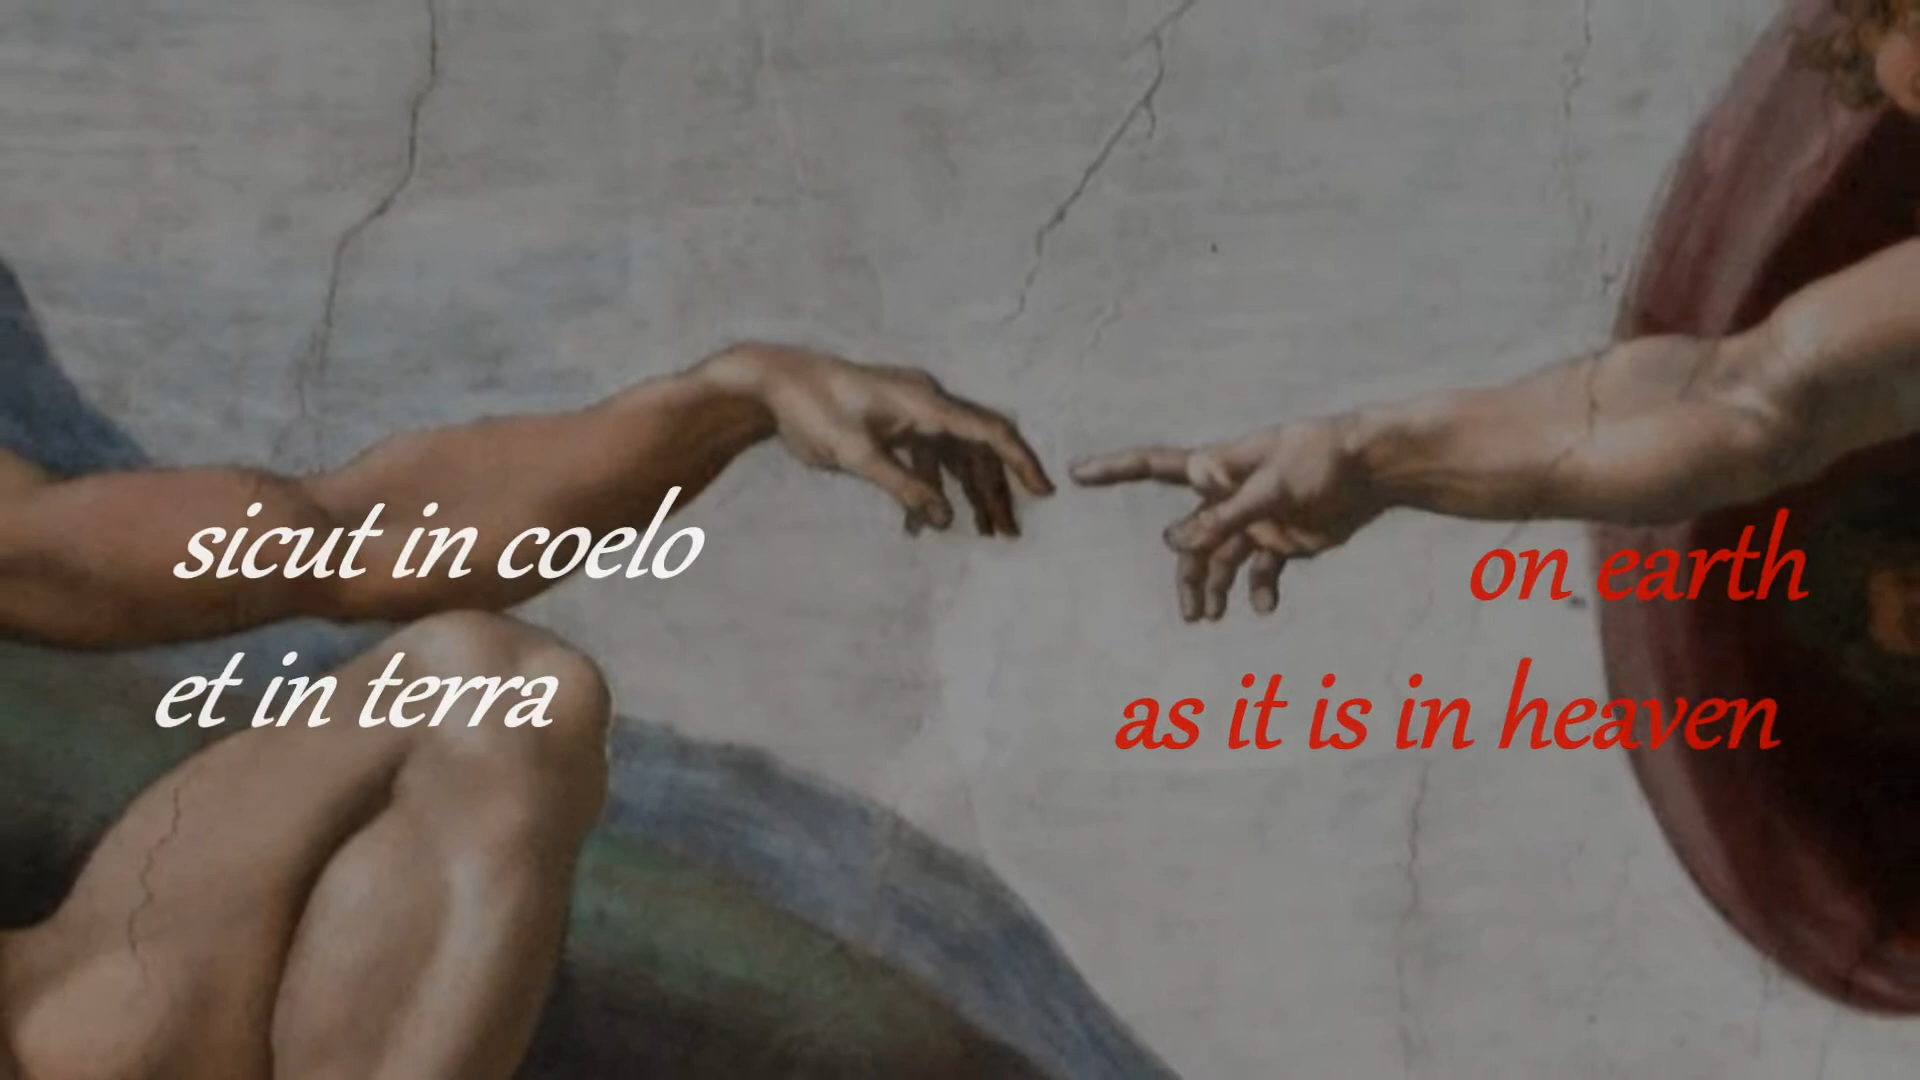 sicut in coelo
et in terra
on earth
as it is in heaven